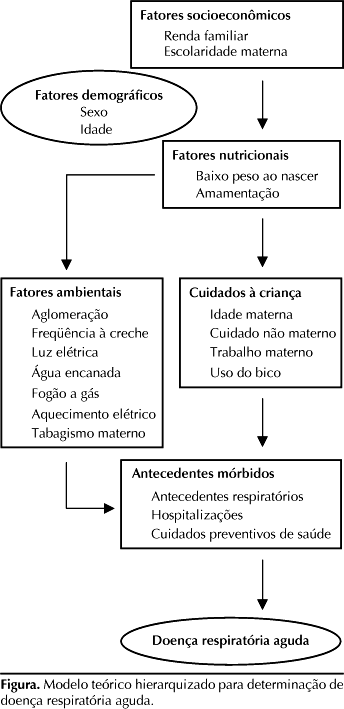 Fatores socioeconômicos
Renda familiar
Escolaridade materna
Fatores demográficos
Sexo
Idade
Fatores nutricionais
Baixo peso ao nascer
Amamentação
Fatores ambientais
Aglomeração
Freqüência à creche
Luz elétrica
Água encanada
Fogão a gás
Aquecimento elétrico
Tabagismo materno
Cuidados à criança
Idade materna
Cuidado não materno
Trabalho materno
Uso do bico
Antecedentes mórbidos
Antecedentes respiratórios
Hospitalizações
Cuidados preventivos de saúde
Doença respiratória aguda
Figura. Modelo teórico hierarquizado para determinação de
doença respiratória aguda.